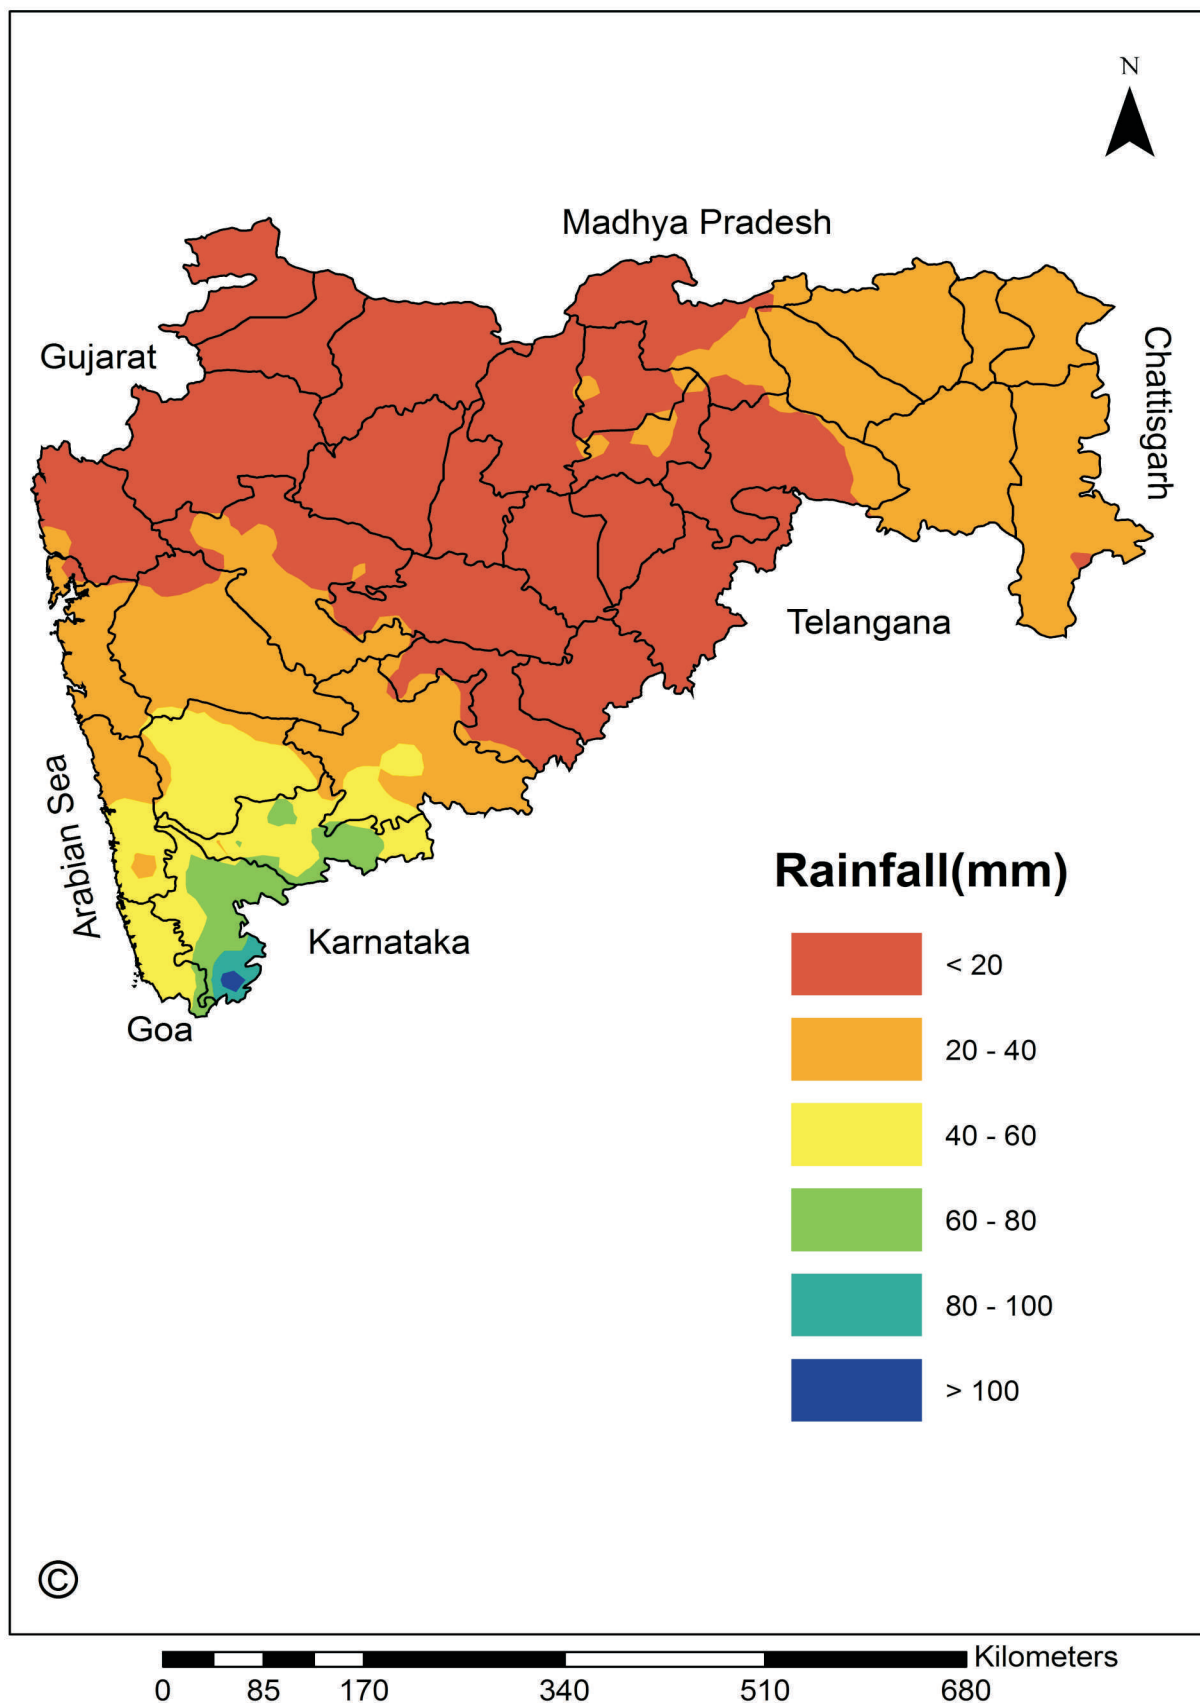 N
Madhya Pradesh
Gujarat
Chattisgarh
Telangana
Arabian Sea
Karnataka
Goa
Rainfall(mm)
< 20
20 - 40
40 - 60
60 - 80
80 - 100
> 100
©
Kilometers
0 85 170 340 510 680